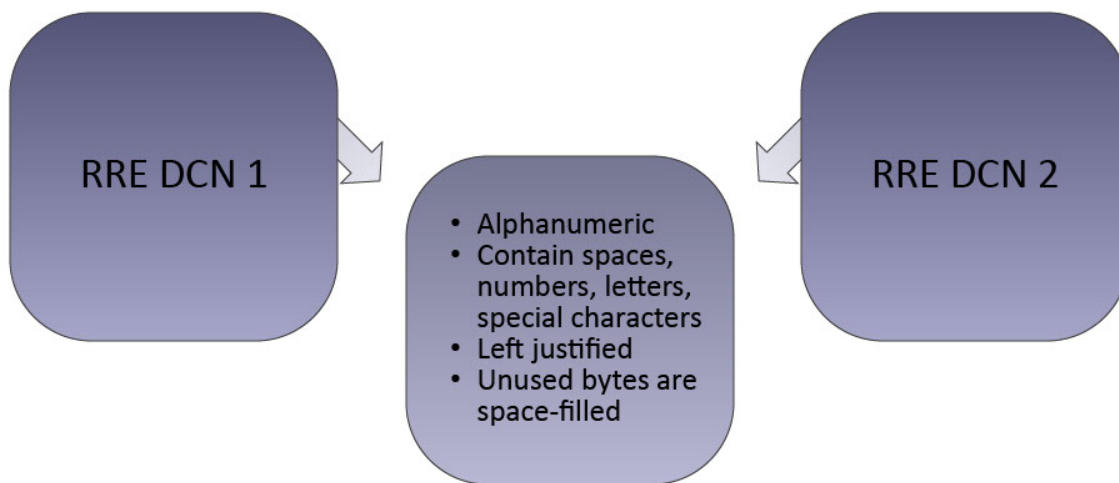 RRE DCN 1
RRE DCN 2
• Alphanumeric
• Contain spaces,
numbers, letters,
special characters
• Left justified
• Unused bytes are
space-filled